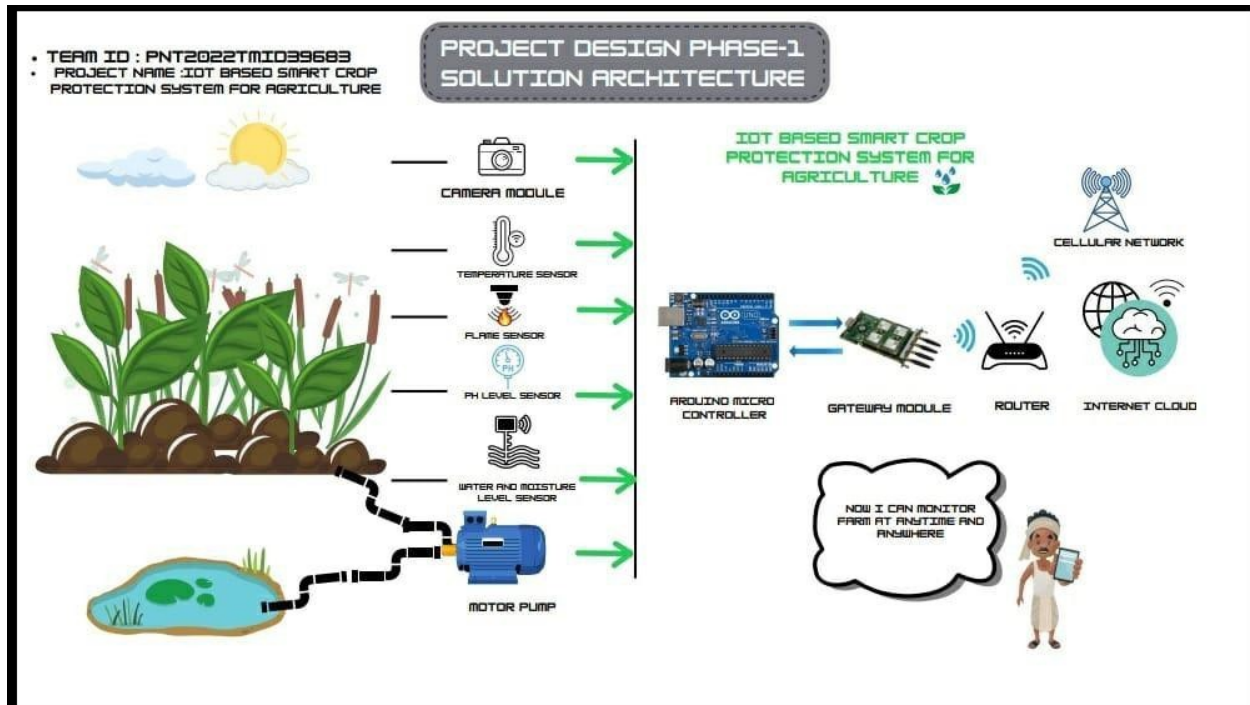 • TEAM ID : PNT2022TMID39683
• PROJECT NAME :IOT BASED SMART CROP
PROTECTION SYSTEM FOR AGRICULTURE
PROJECT DESIGN PHASE-1
SOLUTION ARCHITECTURE
CAMERA MODULE
TEMPERATURE SENSOR
FLAME SENSOR
PH
PH LEVEL SENSOR
WATER AND MOISTURE
LEVEL SENSOR
MOTOR PUMP
IOT BASED SMART CROP
PROTECTION SYSTEM FOR
AGRICULTURE
CELLULAR NETWORK
UNO
ARDUINO MICRO
CONTROLLER
GATEWAY MODULE
ROUTER
INTERNET CLOUD
NOW I CAN MONITOR
FARM AT ANYTIME AND
ANYWHERE